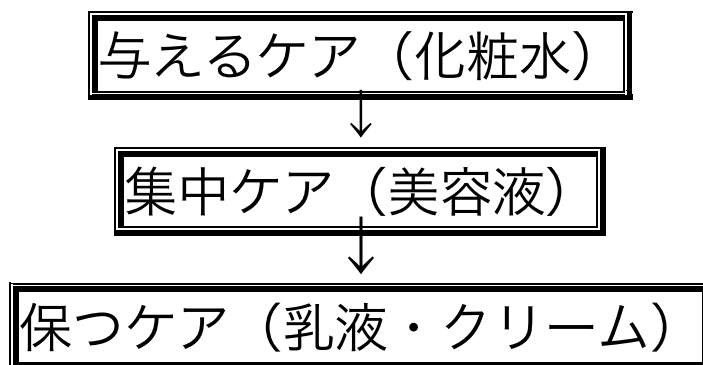 与えるケア（化粧水）
↓
集中ケア（美容液）
↓
保つケア（乳液・クリーム）